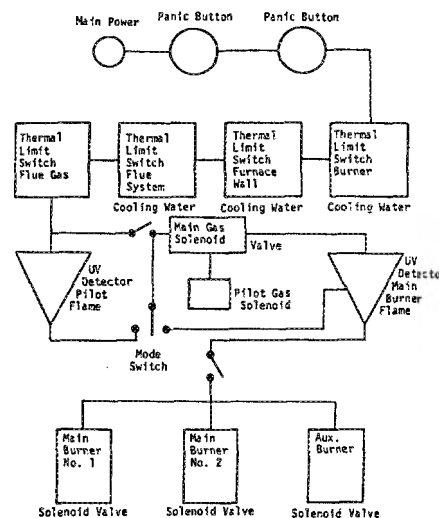 Main Power
Panic Button
Panic Button
Thermal
Limit
Switch
Flue Gas
Thermal
Limit
Switch
Flue
System
Thermal
Limit
Switch
Furnace
Wall
Thermal
Limit
Switch
Burner
Cooling Water
Cooling Water
Cooling Water
Main Gas
Solenoid
Valve
UV
Detector
Pilot
Flame
Pilot Gas
Solenoid
UV
Detecto
Main
Burner
Flame
Mode
Switch
Main
Burner
No. 1
Main
Burner
No. 2
Aux.
Burner
Solenoid Valve
Solenoid Valve
Solenoid Valve